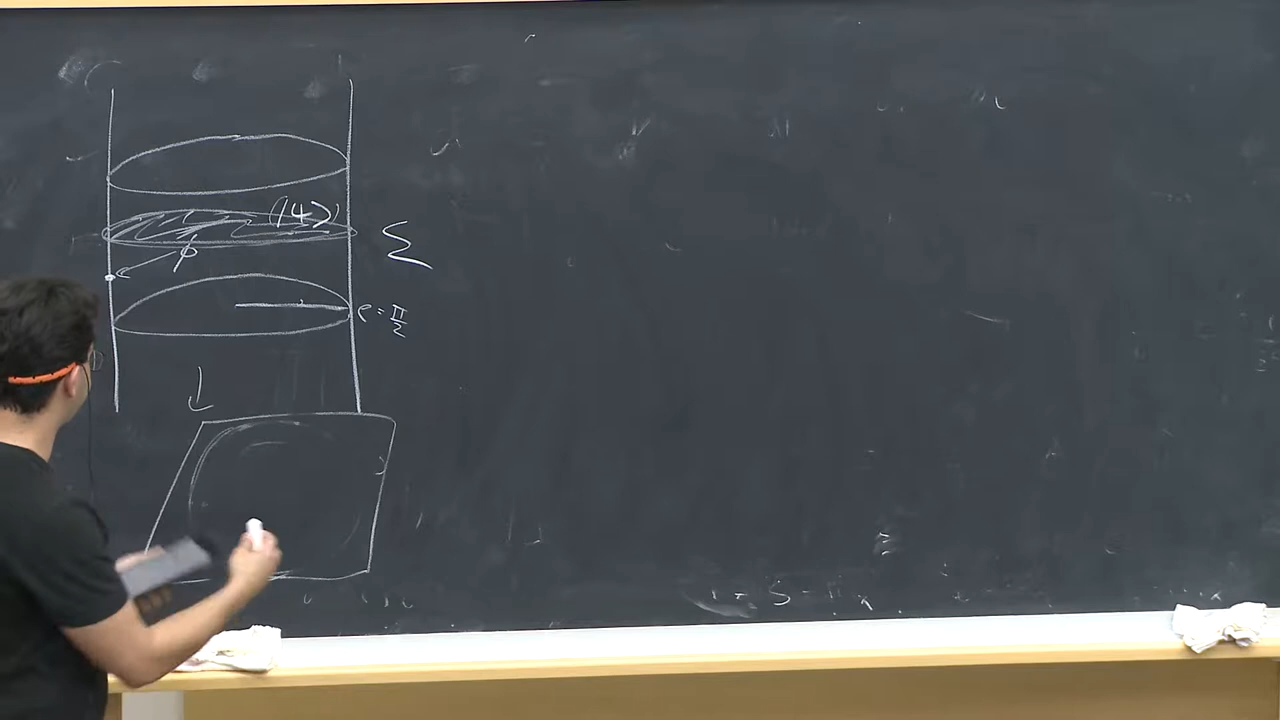 |ψ⟩
Σ
φ
ρ = π/2